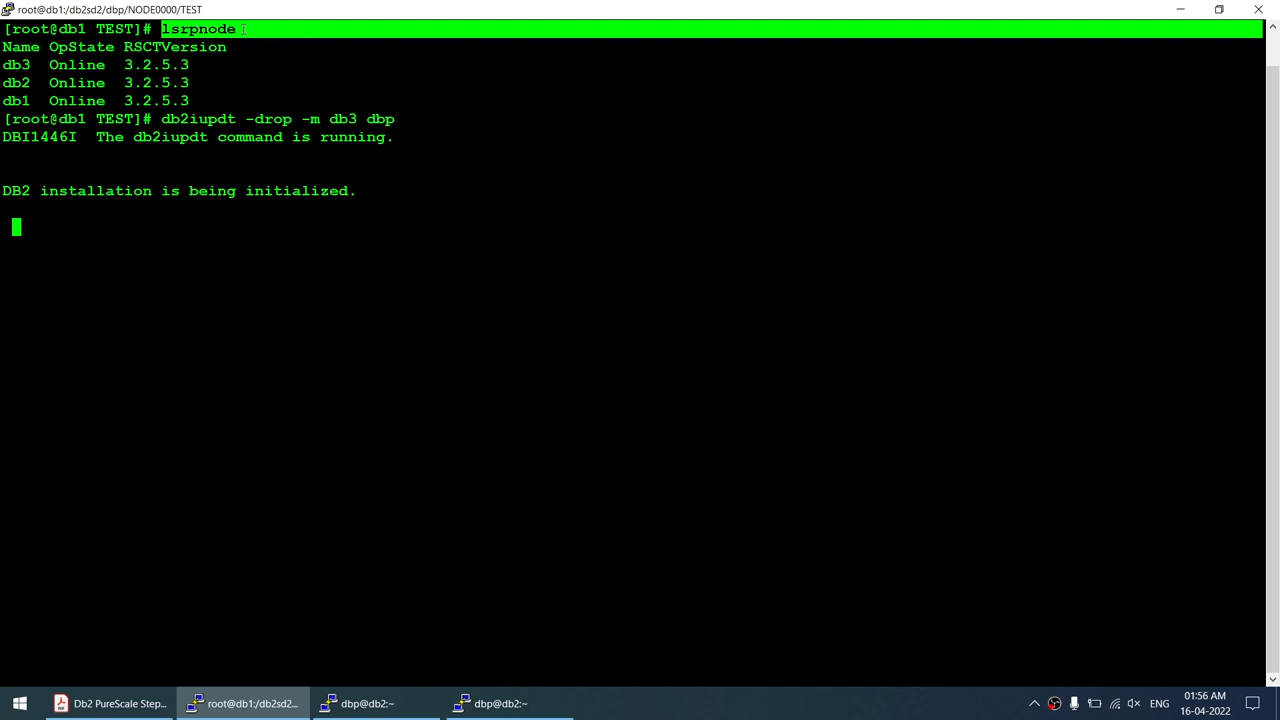 root@db1:/db2sd2/dbp/NODE0000/TEST
[root@db1 TEST]# lsrpnode
Name OpState RSCTVersion
db3  Online  3.2.5.3
db2  Online  3.2.5.3
db1  Online  3.2.5.3
[root@db1 TEST]# db2iupdt -drop -m db3 dbp
DBI1446I  The db2iupdt command is running.
DB2 installation is being initialized.
Db2 PureScale Step...
root@db1:/db2sd2...
dbp@db2:~
dbp@db2:~
ENG
01:56 AM
16-04-2022